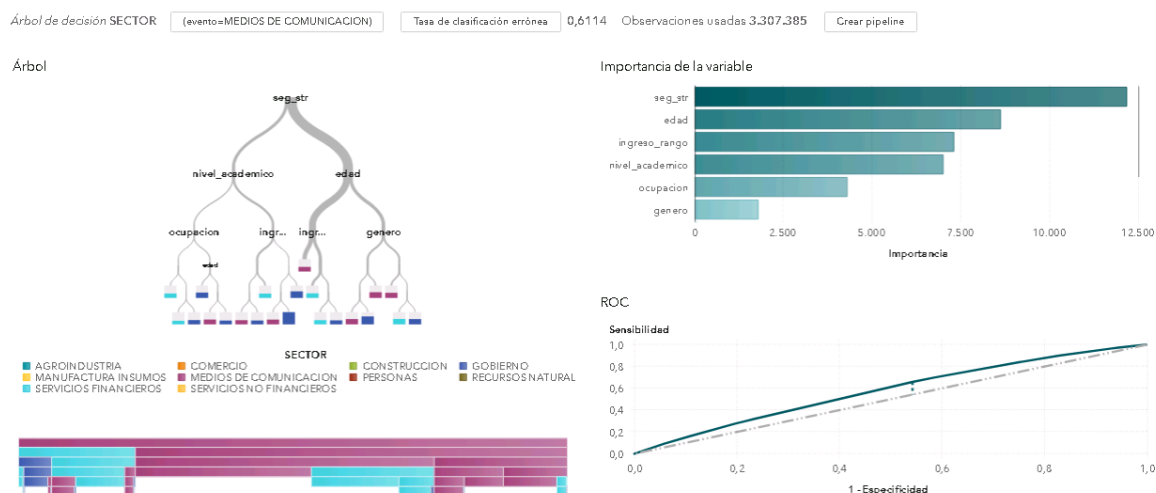 Árbol de decisión SECTOR (evento=MEDIOS DE COMUNICACION) Tasa de clasificación errónea 0,6114 Observaciones usadas 3.307.385 Crear pipeline
Árbol
seg_str
nivel_academico edad
ocupacion ingr... ingr... genero
edad
SECTOR
AGROINDUSTRIA COMERCIO CONSTRUCCION GOBIERNO
MANUFACTURA INSUMOS MEDIOS DE COMUNICACION PERSONAS RECURSOS NATURAL
SERVICIOS FINANCIEROS SERVICIOS NO FINANCIEROS
Importancia de la variable
seg_str
edad
ingreso_rango
nivel_academico
ocupacion
genero
0 2.500 5.000 7.500 10.000 12.500
Importancia
ROC
Sensibilidad
1,0
0,8
0,6
0,4
0,2
0,0
0,0 0,2 0,4 0,6 0,8 1,0
1 - Especificidad